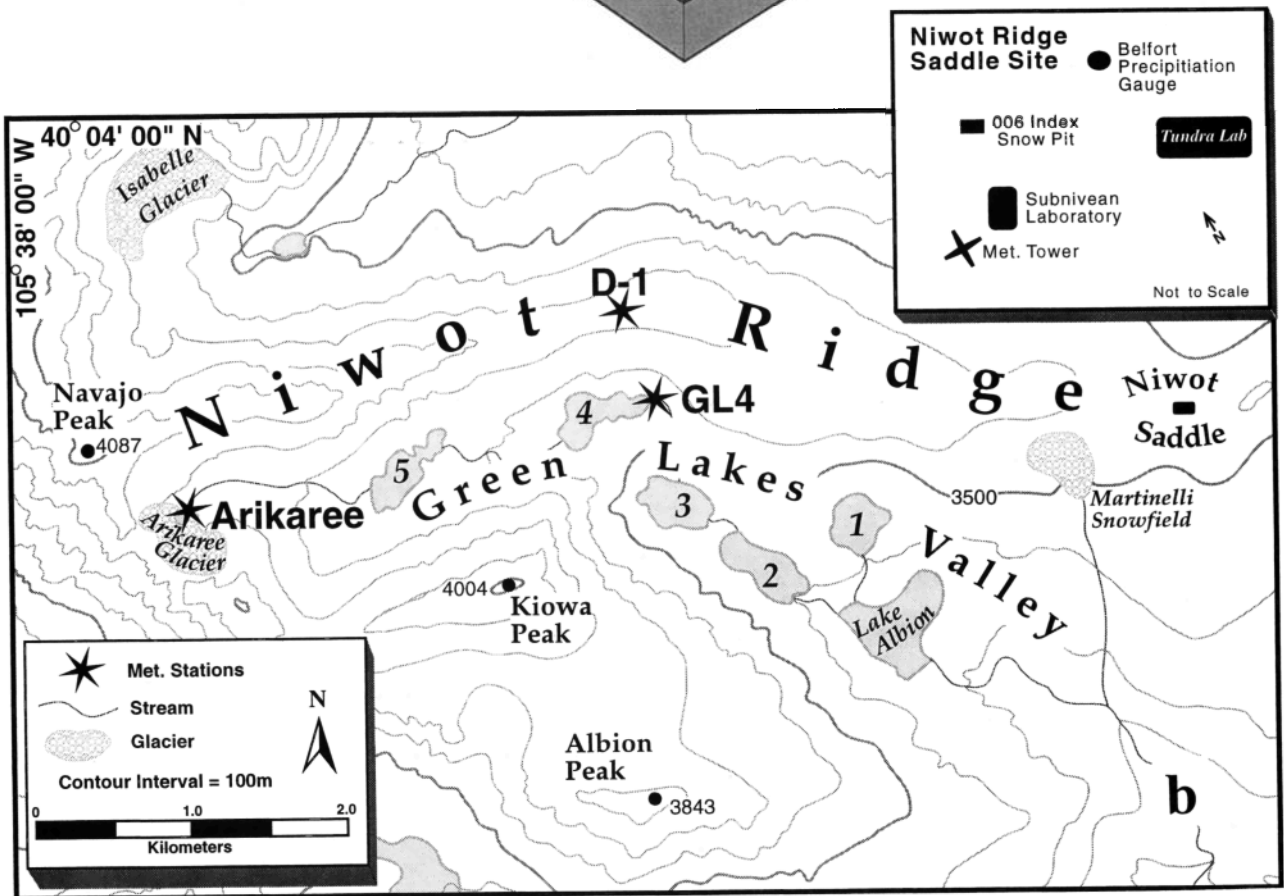 Niwot Ridge
Saddle Site
Belfort
Precipitiation
Gauge
006 Index
Snow Pit
Tundra Lab
Subnivean
Laboratory
Met. Tower
N
Not to Scale
40° 04' 00" N
105° 38' 00" W
Isabelle
Glacier
D-1
Niwot Ridge
Niwot
Saddle
Navajo
Peak
4087
GL4
4
5
Green Lakes Valley
3
1
2
3500
Martinelli
Snowfield
Arikaree
Arikaree
Glacier
4004
Kiowa
Peak
Lake
Albion
Albion
Peak
3843
b
Met. Stations
Stream
Glacier
N
Contour Interval = 100m
0 1.0 2.0
Kilometers